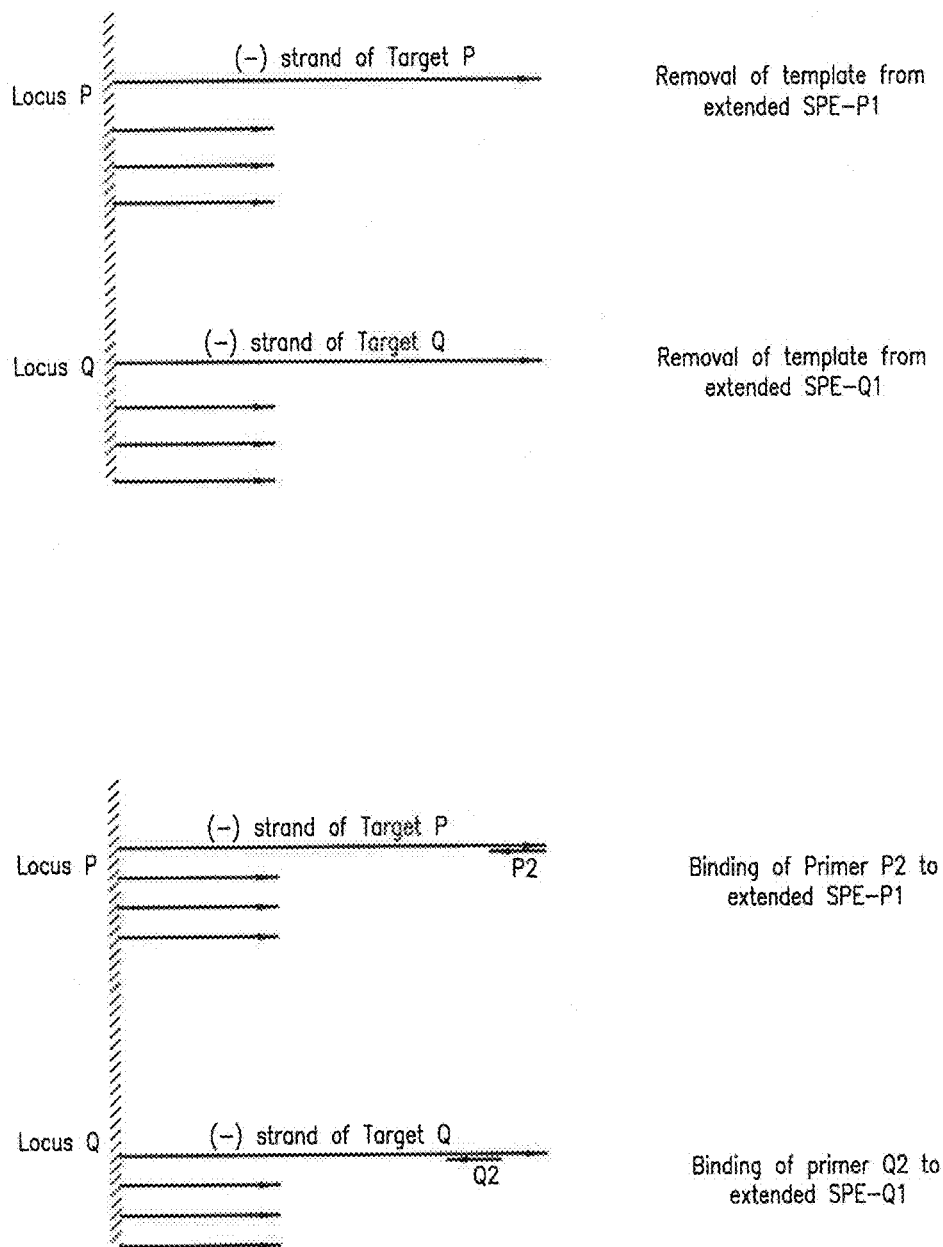 (-) strand of Target P
Locus P
Removal of template from
extended SPE-P1
(-) strand of Target Q
Locus Q
Removal of template from
extended SPE-Q1
(-) strand of Target P
Locus P
P2
Binding of Primer P2 to
extended SPE-P1
(-) strand of Target Q
Locus Q
Q2
Binding of primer Q2 to
extended SPE-Q1